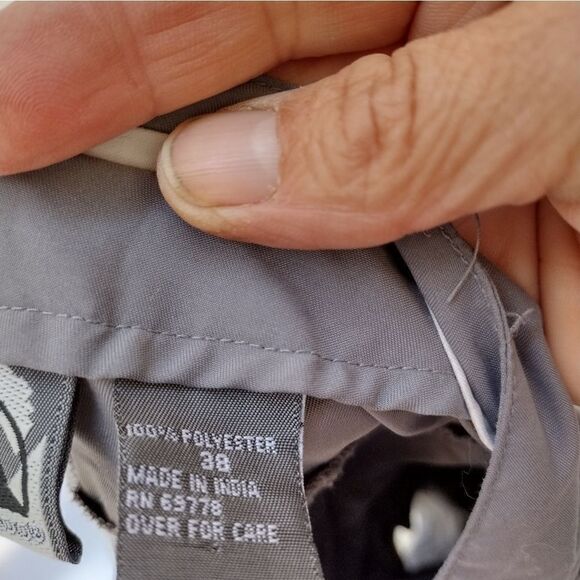 100% POLYESTER
38
MADE IN INDIA
RN 69778
OVER FOR CARE